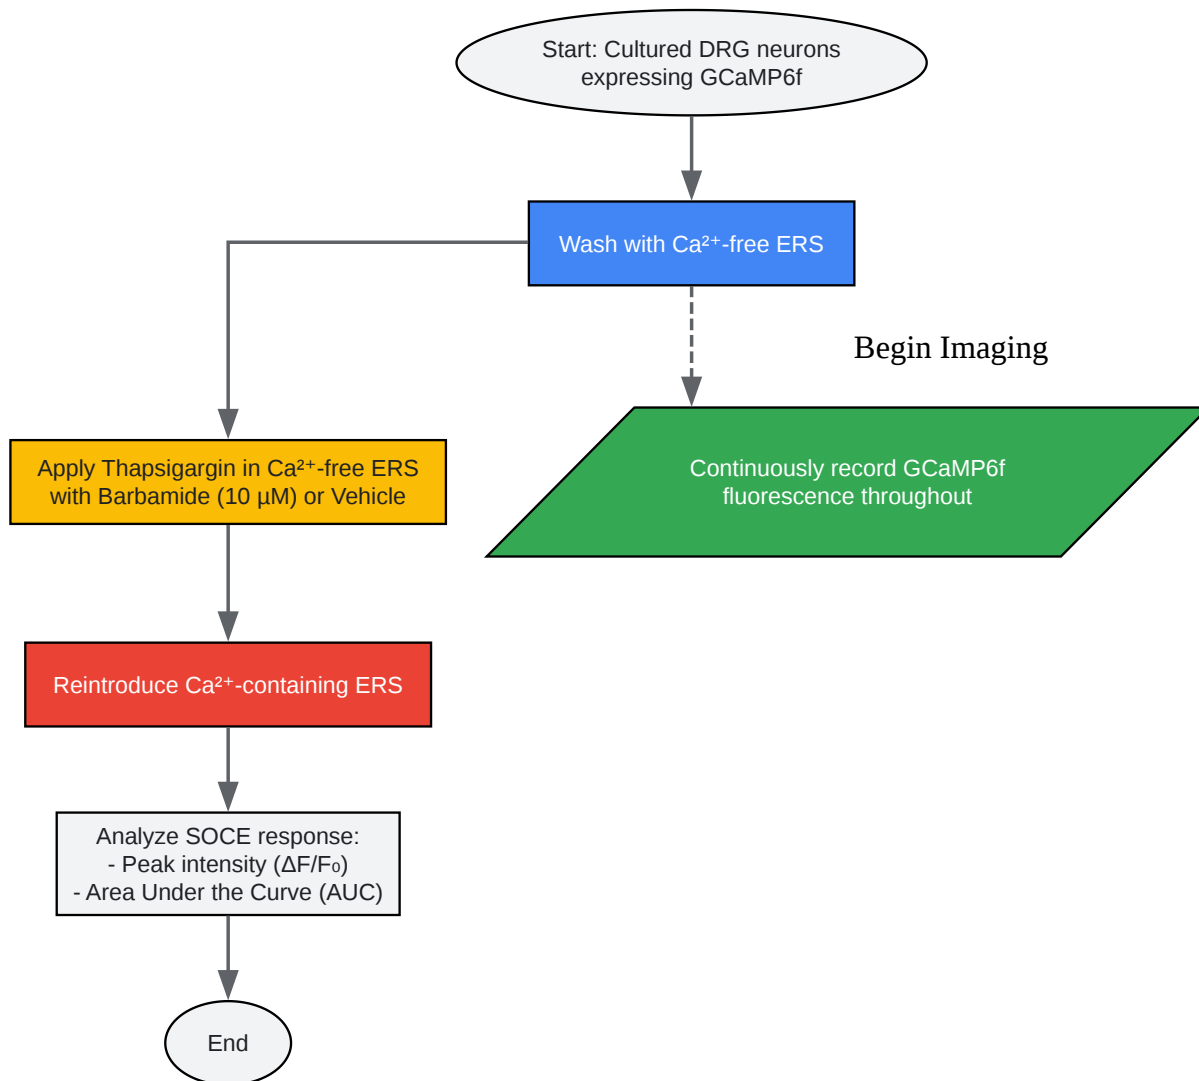 Start: Cultured DRG neurons
expressing GCaMP6f
Wash with Ca²⁺-free ERS
Begin Imaging
Apply Thapsigargin in Ca²⁺-free ERS
with Barbamide (10 µM) or Vehicle
Continuously record GCaMP6f
fluorescence throughout
Reintroduce Ca²⁺-containing ERS
Analyze SOCE response:
- Peak intensity (ΔF/F₀)
- Area Under the Curve (AUC)
End